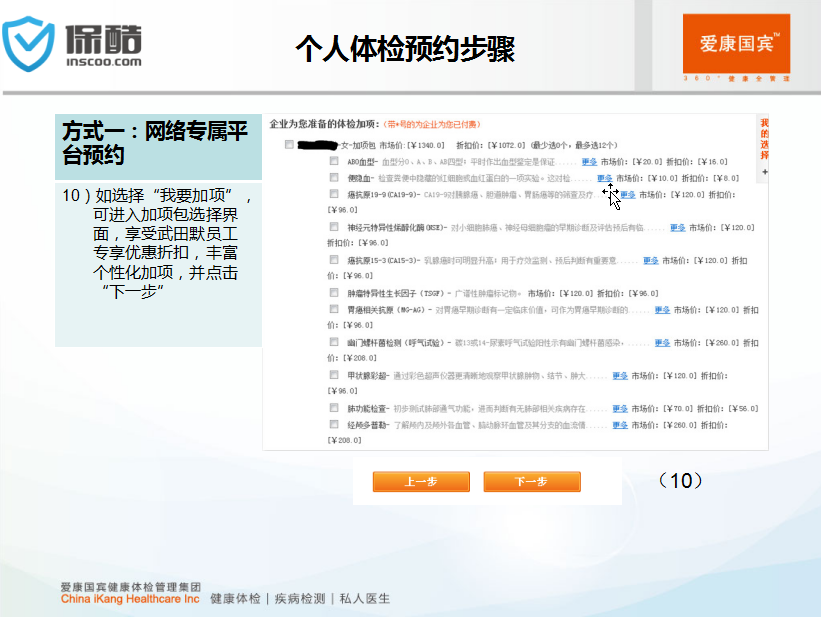 保酷
inscoo.com
个人体检预约步骤
爱康国宾™
360°健康全管理
方式一：网络专属平
台预约
10）如选择“我要加项”，
可进入加项包选择界
面，享受武田默员工
专享优惠折扣，丰富
个性化加项，并点击
“下一步”
企业为您准备的体检加项：（带*号的为企业为您已付费）
-女-加项包 市场价：[￥1340.0] 折扣价：[￥1072.0]（最少选0个，最多选12个）
ABO血型- 血型分O、A、B、AB四型；平时作出血型鉴定是保证...... 更多 市场价：[￥20.0] 折扣价：[￥16.0]
便隐血- 检查粪便中隐藏的红细胞或血红蛋白的一项实验。这对检...... 更多 市场价：[￥10.0] 折扣价：[￥8.0]
癌抗原19-9(CA19-9)- CA19-9对胰腺癌、胆道肿瘤、胃肠癌等的筛查及疗...... 更多 市场价：[￥120.0] 折扣价：
[￥96.0]
神经元特异性烯醇化酶(NSE)- 对小细胞肺癌、神经母细胞瘤的早期诊断及评估预后有临...... 更多 市场价：[￥120.0]
折扣价：[￥96.0]
癌抗原15-3(CA15-3)- 乳腺癌时可明显升高；用于疗效监测、预后判断有重要意...... 更多 市场价：[￥120.0] 折扣
价：[￥96.0]
肿瘤特异性生长因子（TSGF）- 广谱性肿瘤标记物。 市场价：[￥120.0] 折扣价：[￥96.0]
胃癌相关抗原（MG-AG）- 对胃癌早期诊断有一定临床价值，可作为胃癌早期诊断的...... 更多 市场价：[￥120.0] 折扣
价：[￥96.0]
幽门螺杆菌检测（呼气试验）- 碳13或14-尿素呼气试验阳性示有幽门螺杆菌感染，...... 更多 市场价：[￥260.0] 折扣
价：[￥208.0]
甲状腺彩超- 通过彩色超声仪器更清晰地观察甲状腺肿物、结节、肿大...... 更多 市场价：[￥120.0] 折扣价：
[￥96.0]
肺功能检查- 初步测试肺部通气功能，进而判断有无肺部相关疾病存在...... 更多 市场价：[￥70.0] 折扣价：[￥56.0]
经颅多普勒- 了解颅内及颅外各血管、脑动脉环血管及其分支的血流情...... 更多 市场价：[￥260.0] 折扣价：
[￥208.0]
我的选择
+
上一步
下一步
（10）
爱康国宾健康体检管理集团
China iKang Healthcare Inc 健康体检 | 疾病检测 | 私人医生